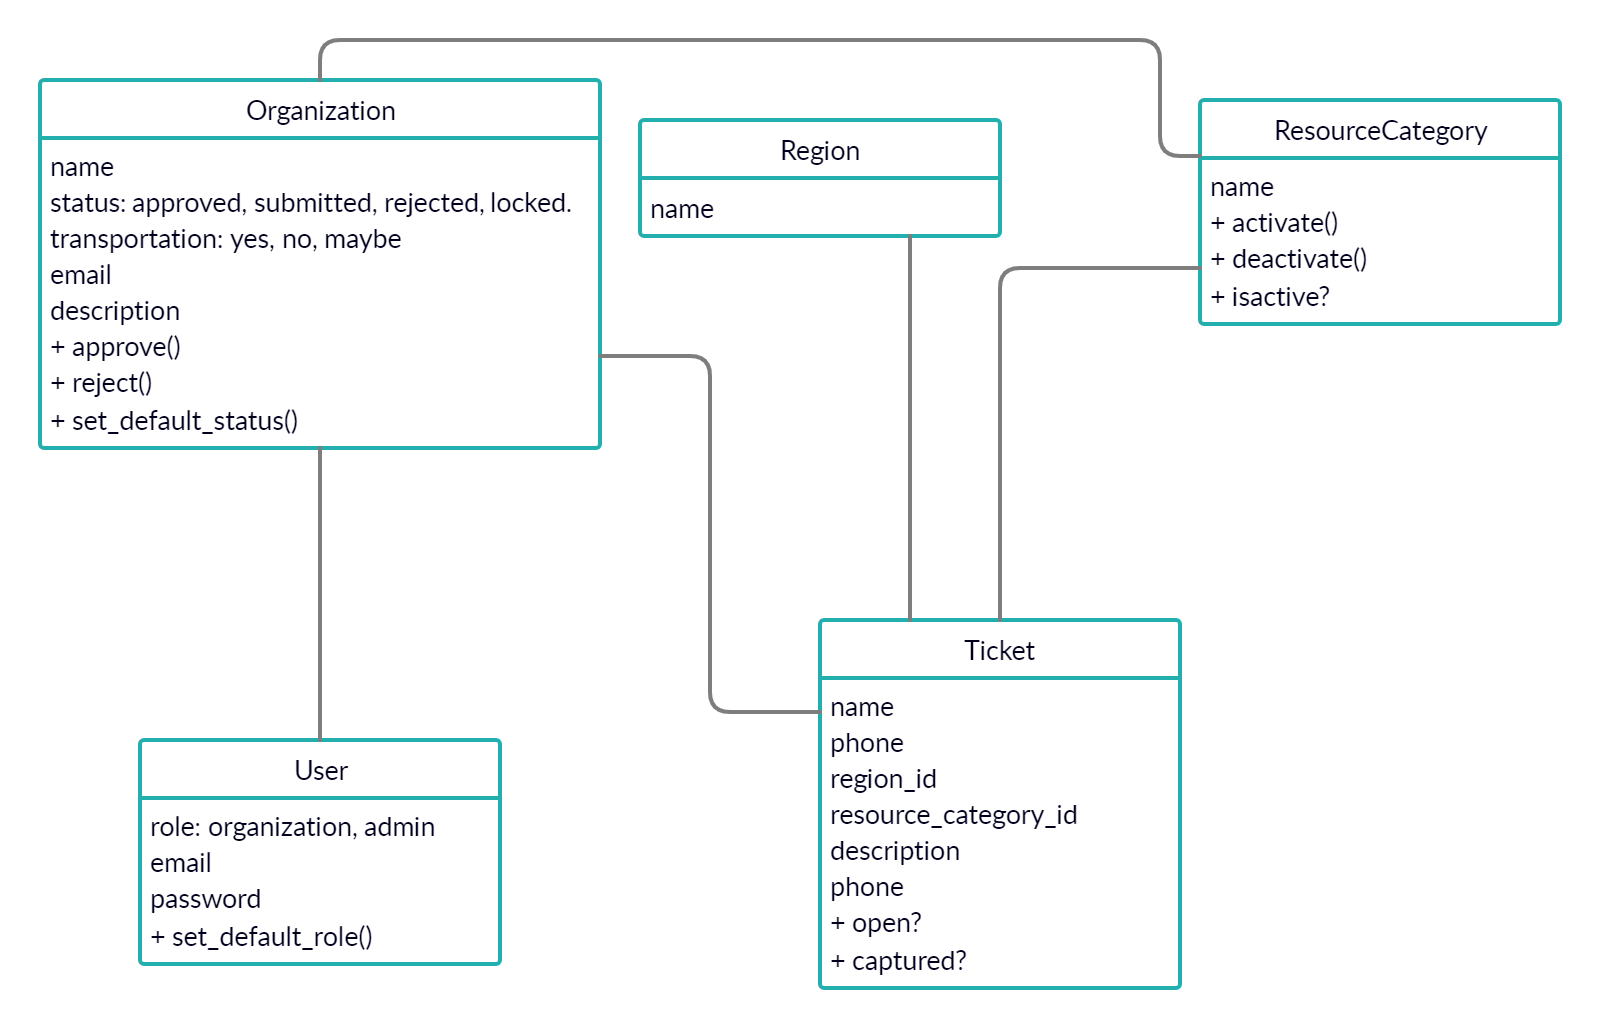 Organization
name
status: approved, submitted, rejected, locked.
transportation: yes, no, maybe
email
description
+ approve()
+ reject()
+ set_default_status()
Region
name
ResourceCategory
name
+ activate()
+ deactivate()
+ isactive?
User
role: organization, admin
email
password
+ set_default_role()
Ticket
name
phone
region_id
resource_category_id
description
phone
+ open?
+ captured?